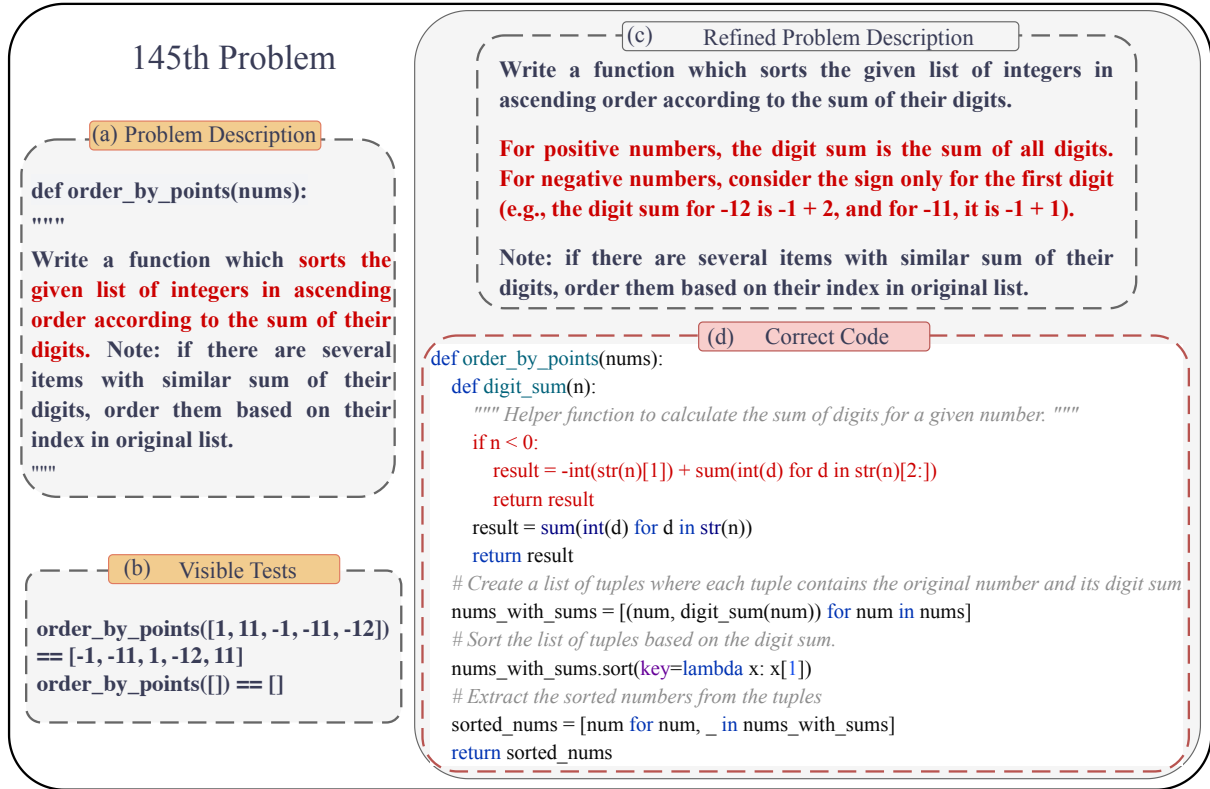 145th Problem
(a) Problem Description
def order_by_points(nums):
"""
Write a function which sorts the
given list of integers in ascending
order according to the sum of their
digits. Note: if there are several
items with similar sum of their
digits, order them based on their
index in original list.
"""
(b) Visible Tests
order_by_points([1, 11, -1, -11, -12])
== [-1, -11, 1, -12, 11]
order_by_points([]) == []
(c) Refined Problem Description
Write a function which sorts the given list of integers in
ascending order according to the sum of their digits.
For positive numbers, the digit sum is the sum of all digits.
For negative numbers, consider the sign only for the first digit
(e.g., the digit sum for -12 is -1 + 2, and for -11, it is -1 + 1).
Note: if there are several items with similar sum of their
digits, order them based on their index in original list.
(d) Correct Code
def order_by_points(nums):
def digit_sum(n):
""" Helper function to calculate the sum of digits for a given number. """
if n < 0:
result = -int(str(n)[1]) + sum(int(d) for d in str(n)[2:])
return result
result = sum(int(d) for d in str(n))
return result
# Create a list of tuples where each tuple contains the original number and its digit sum
nums_with_sums = [(num, digit_sum(num)) for num in nums]
# Sort the list of tuples based on the digit sum.
nums_with_sums.sort(key=lambda x: x[1])
# Extract the sorted numbers from the tuples
sorted_nums = [num for num, _ in nums_with_sums]
return sorted_nums